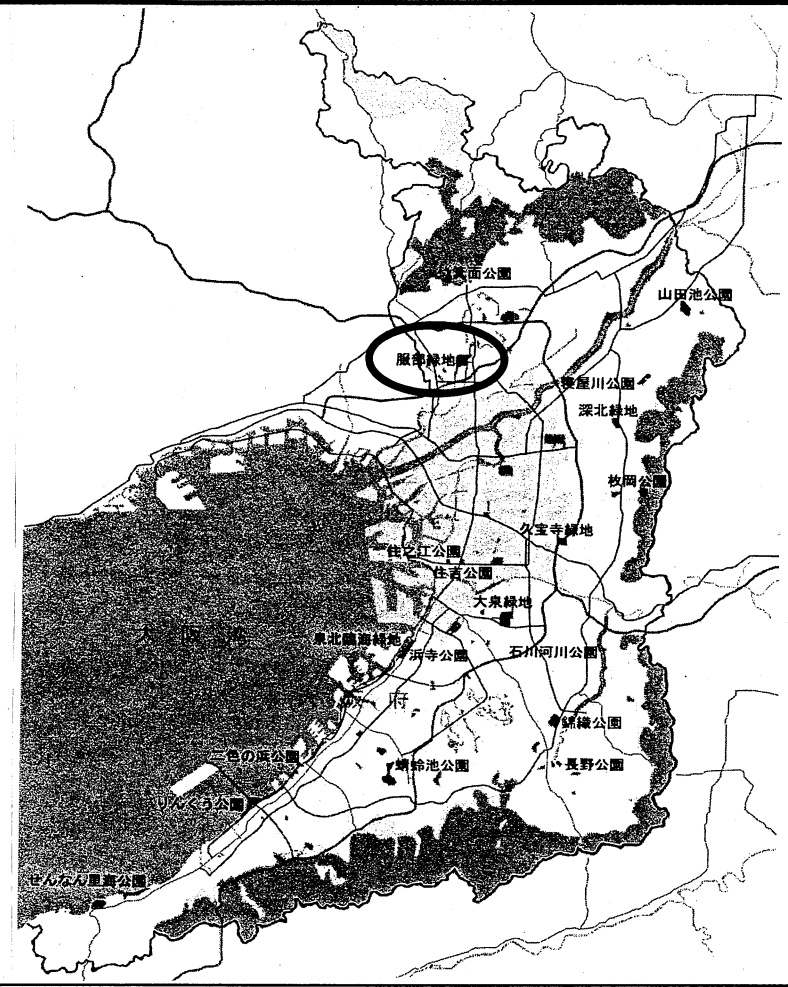 箕面公園
山田池公園
服部緑地
寝屋川公園
深北緑地
枚岡公園
久宝寺緑地
住之江公園
住吉公園
大泉緑地
泉北臨海緑地
浜寺公園
石川河川公園
府
錦織公園
二色の浜公園
蜻蛉池公園
長野公園
りんくう公園
せんなん里海公園